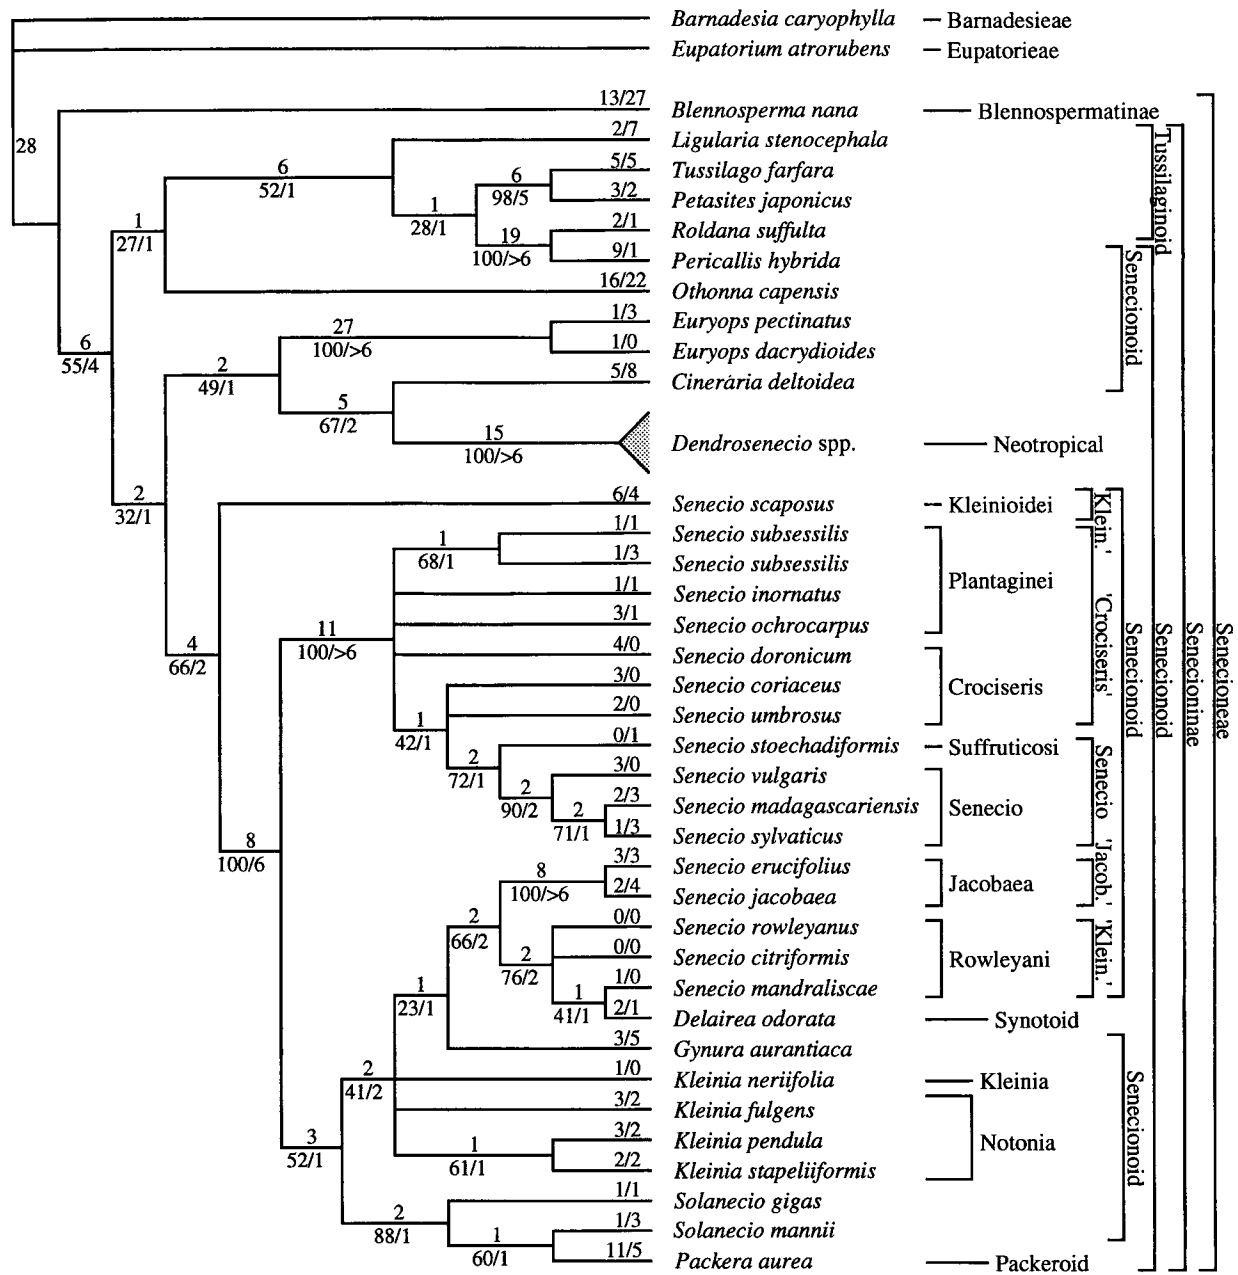 Barnadesia caryophylla Barnadesieae
Eupatorium atrorubens Eupatorieae
28
13/27 Blennosperma nana Blennospermatinae
2/7 Ligularia stenocephala
6
52/1
5/5 Tussilago farfara
6
98/5
3/2 Petasites japonicus
1
28/1
2/1 Roldana suffulta
19
100/>6
9/1 Pericallis hybrida
1
27/1
16/22 Othonna capensis
Tussilaginoid
6
55/4
1/3 Euryops pectinatus
27
100/>6
1/0 Euryops dacrydioides
2
49/1
5/8 Cineraria deltoidea
5
67/2
Senecionoid
15
100/>6
Dendrosenecio spp. Neotropical
2
32/1
6/4 Senecio scaposus Kleinioidei
Klein.'
1/1 Senecio subsessilis
1
68/1
1/3 Senecio subsessilis
Plantaginei
1/1 Senecio inornatus
3/1 Senecio ochrocarpus
11
100/>6
4
66/2
4/0 Senecio doronicum
3/0 Senecio coriaceus
Crociseris
2/0 Senecio umbrosus
'Crociseris'
1
42/1
0/1 Senecio stoechadiformis Suffruticosi
2
72/1
3/0 Senecio vulgaris
2
90/2
2/3 Senecio madagascariensis
Senecio
2
71/1
1/3 Senecio sylvaticus
Senecio
8
100/6
3/3 Senecio erucifolius
8
100/>6
Jacobaea
2/4 Senecio jacobaea
'Jacob.'
2
66/2
0/0 Senecio rowleyanus
0/0 Senecio citriformis
Rowleyani
2
76/2
1/0 Senecio mandraliscae
'Klein.'
1
41/1
2/1 Delairea odorata Synotoid
1
23/1
3/5 Gynura aurantiaca
2
41/2
1/0 Kleinia neriifolia Kleinia
3/2 Kleinia fulgens
3/2 Kleinia pendula
Notonia
1
61/1
2/2 Kleinia stapeliiformis
3
52/1
1/1 Solanecio gigas
2
88/1
1/3 Solanecio mannii
1
60/1
11/5 Packera aurea Packeroid
Senecionoid
Senecionoid
Senecionoid
Senecioninae
Senecioneae